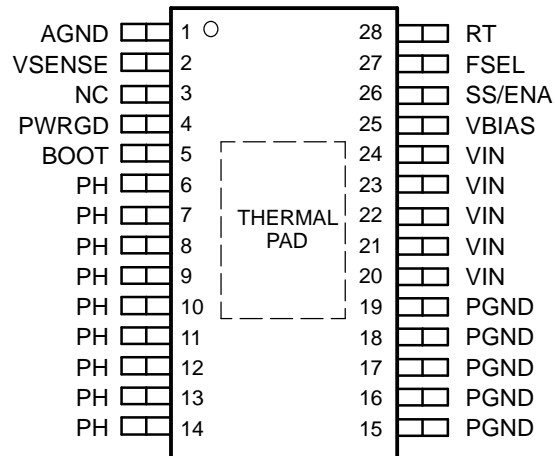 AGND 1 28 RT
VSENSE 2 27 FSEL
NC 3 26 SS/ENA
PWRGD 4 25 VBIAS
BOOT 5 24 VIN
PH 6 23 VIN
PH 7 22 VIN
PH 8 21 VIN
PH 9 20 VIN
PH 10 19 PGND
PH 11 18 PGND
PH 12 17 PGND
PH 13 16 PGND
PH 14 15 PGND
THERMAL
PAD